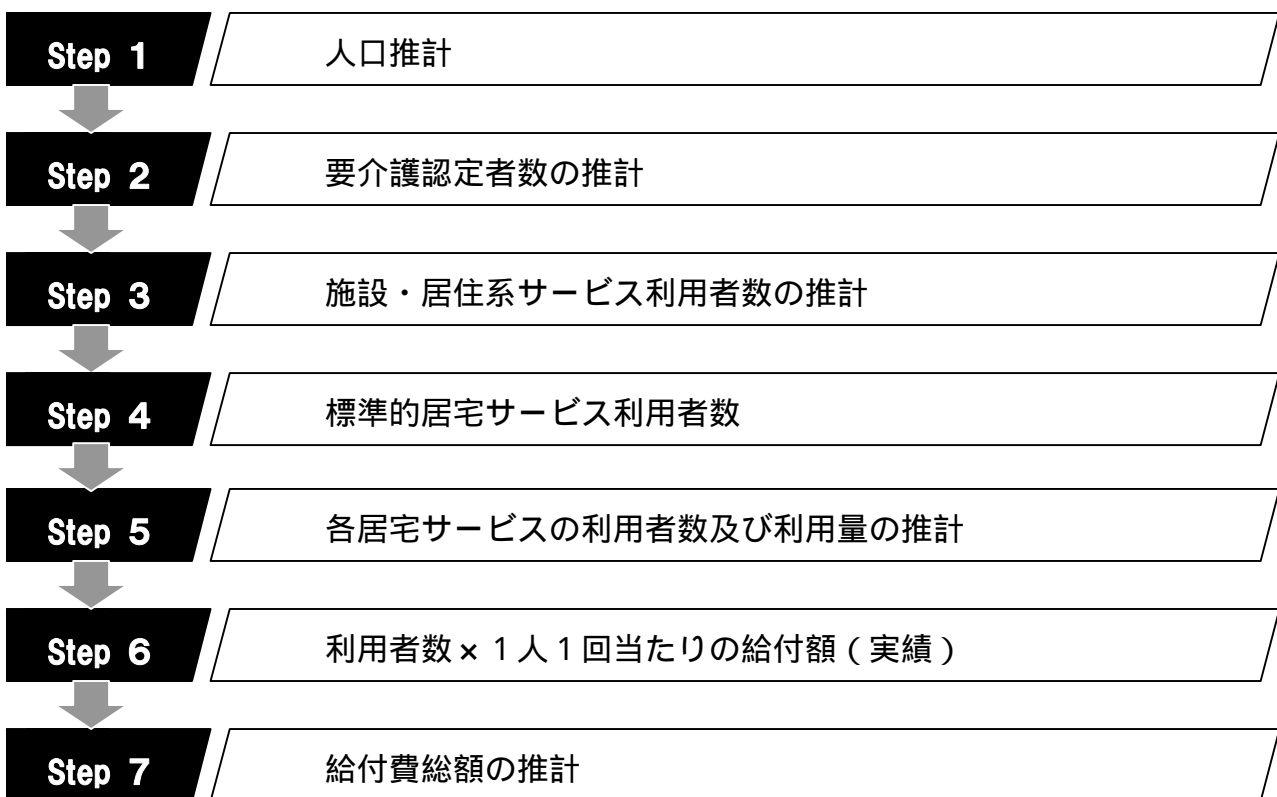 Step 1 人口推計
Step 2 要介護認定者数の推計
Step 3 施設・居住系サービス利用者数の推計
Step 4 標準的居宅サービス利用者数
Step 5 各居宅サービスの利用者数及び利用量の推計
Step 6 利用者数×1人1回当たりの給付額(実績)
Step 7 給付費総額の推計